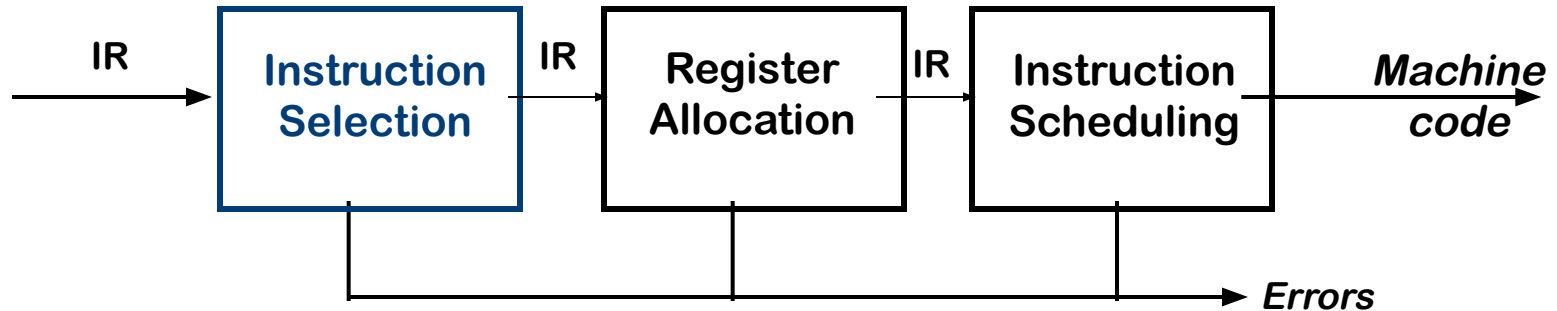 IR
Instruction
Selection
IR
Register
Allocation
IR
Instruction
Scheduling
Machine
code
Errors